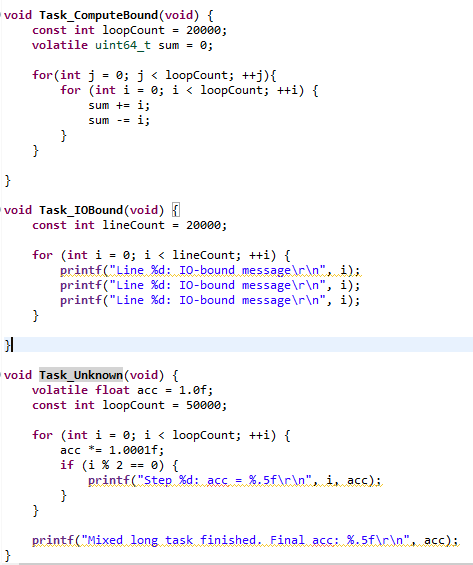 void Task_ComputeBound(void) {
    const int loopCount = 20000;
    volatile uint64_t sum = 0;

    for(int j = 0; j < loopCount; ++j){
        for (int i = 0; i < loopCount; ++i) {
            sum += i;
            sum -= i;
        }
    }

}

void Task_IOBound(void) {
    const int lineCount = 20000;

    for (int i = 0; i < lineCount; ++i) {
        printf("Line %d: IO-bound message\r\n", i);
        printf("Line %d: IO-bound message\r\n", i);
        printf("Line %d: IO-bound message\r\n", i);
    }

}

void Task_Unknown(void) {
    volatile float acc = 1.0f;
    const int loopCount = 50000;

    for (int i = 0; i < loopCount; ++i) {
        acc *= 1.0001f;
        if (i % 2 == 0) {
            printf("Step %d: acc = %.5f\r\n", i, acc);
        }
    }

    printf("Mixed long task finished. Final acc: %.5f\r\n", acc);
}